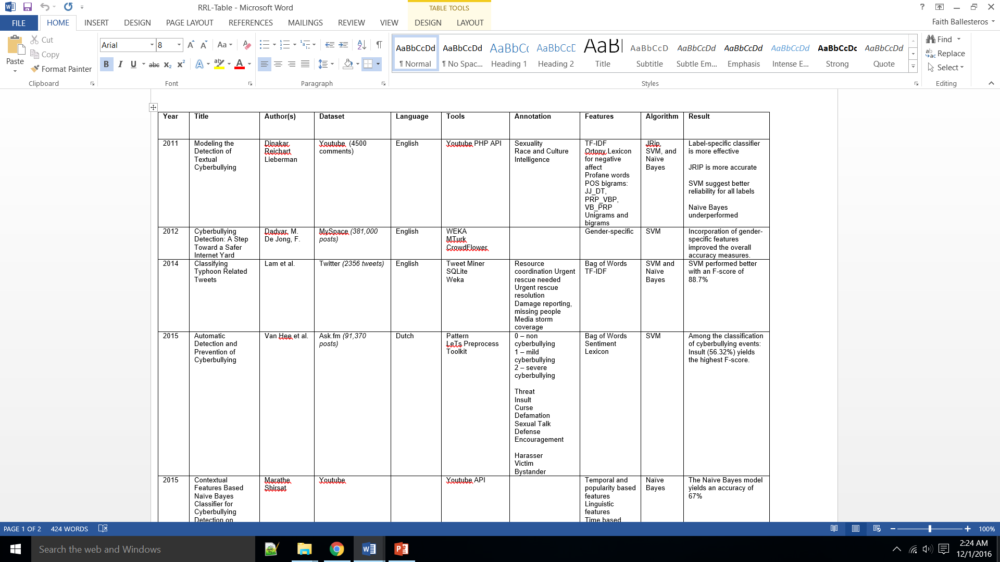 RRL-Table - Microsoft Word
TABLE TOOLS
FILE
HOME
INSERT
DESIGN
PAGE LAYOUT
REFERENCES
MAILINGS
REVIEW
VIEW
DESIGN
LAYOUT
Faith Ballesteros
Paste
Cut
Copy
Format Painter
Clipboard
Arial
8
Font
Paragraph
AaBbCcDd
¶ Normal
AaBbCcDd
¶ No Spac...
AaBbCc
Heading 1
AaBbCcD
Heading 2
AaBl
Title
AaBbCcD
Subtitle
AaBbCcDd
Subtle Em...
AaBbCcDd
Emphasis
AaBbCcDd
Intense E...
AaBbCcDc
Strong
AaBbCcDd
Quote
Styles
Find
Replace
Select
Editing
Year
Title
Author(s)
Dataset
Language
Tools
Annotation
Features
Algorithm
Result
2011
Modeling the
Detection of
Textual
Cyberbullying
Dinakar
Reichart
Lieberman
Youtube (4500
comments)
English
Youtube PHP API
Sexuality
Race and Culture
Intelligence
TF-IDF
Ortony Lexicon
for negative
affect
Profane words
POS bigrams:
JJ_DT,
PRP_VBP,
VB_PRP
Unigrams and
bigrams
JRip,
SVM, and
Naïve
Bayes
Label-specific classifier
is more effective
JRIP is more accurate
SVM suggest better
reliability for all labels
Naïve Bayes
underperformed
2012
Cyberbullying
Detection: A Step
Toward a Safer
Internet Yard
Dadvar, M.
De Jong, F.
MySpace (381,000
posts)
English
WEKA
MTurk
CrowdFlower
Gender-specific
SVM
Incorporation of gender-
specific features
improved the overall
accuracy measures.
2014
Classifying
Typhoon Related
Tweets
Lam et al.
Twitter (2356 tweets)
English
Tweet Miner
SQLite
Weka
Resource
coordination Urgent
rescue needed
Urgent rescue
resolution
Damage reporting,
missing people
Media storm
coverage
Bag of Words
TF-IDF
SVM and
Naïve
Bayes
SVM performed better
with an F-score of
88.7%
2015
Automatic
Detection and
Prevention of
Cyberbullying
Van Hee et al.
Ask.fm (91,370
posts)
Dutch
Pattern
LeTs Preprocess
Toolkit
0 – non
cyberbullying
1 – mild
cyberbullying
2 – severe
cyberbullying
Threat
Insult
Curse
Defamation
Sexual Talk
Defense
Encouragement
Harasser
Victim
Bystander
Bag of Words
Sentiment
Lexicon
SVM
Among the classification
of cyberbullying events:
Insult (56.32%) yields
the highest F-score.
2015
Contextual
Features Based
Naïve Bayes
Classifier for
Cyberbullying
Detection on
Marathe
Shirsat
Youtube
Youtube API
Temporal and
popularity based
features
Linguistic
features
Time based
Naïve
Bayes
The Naïve Bayes model
yields an accuracy of
67%
PAGE 1 OF 2
424 WORDS
100%
Search the web and Windows
2:24 AM
12/1/2016